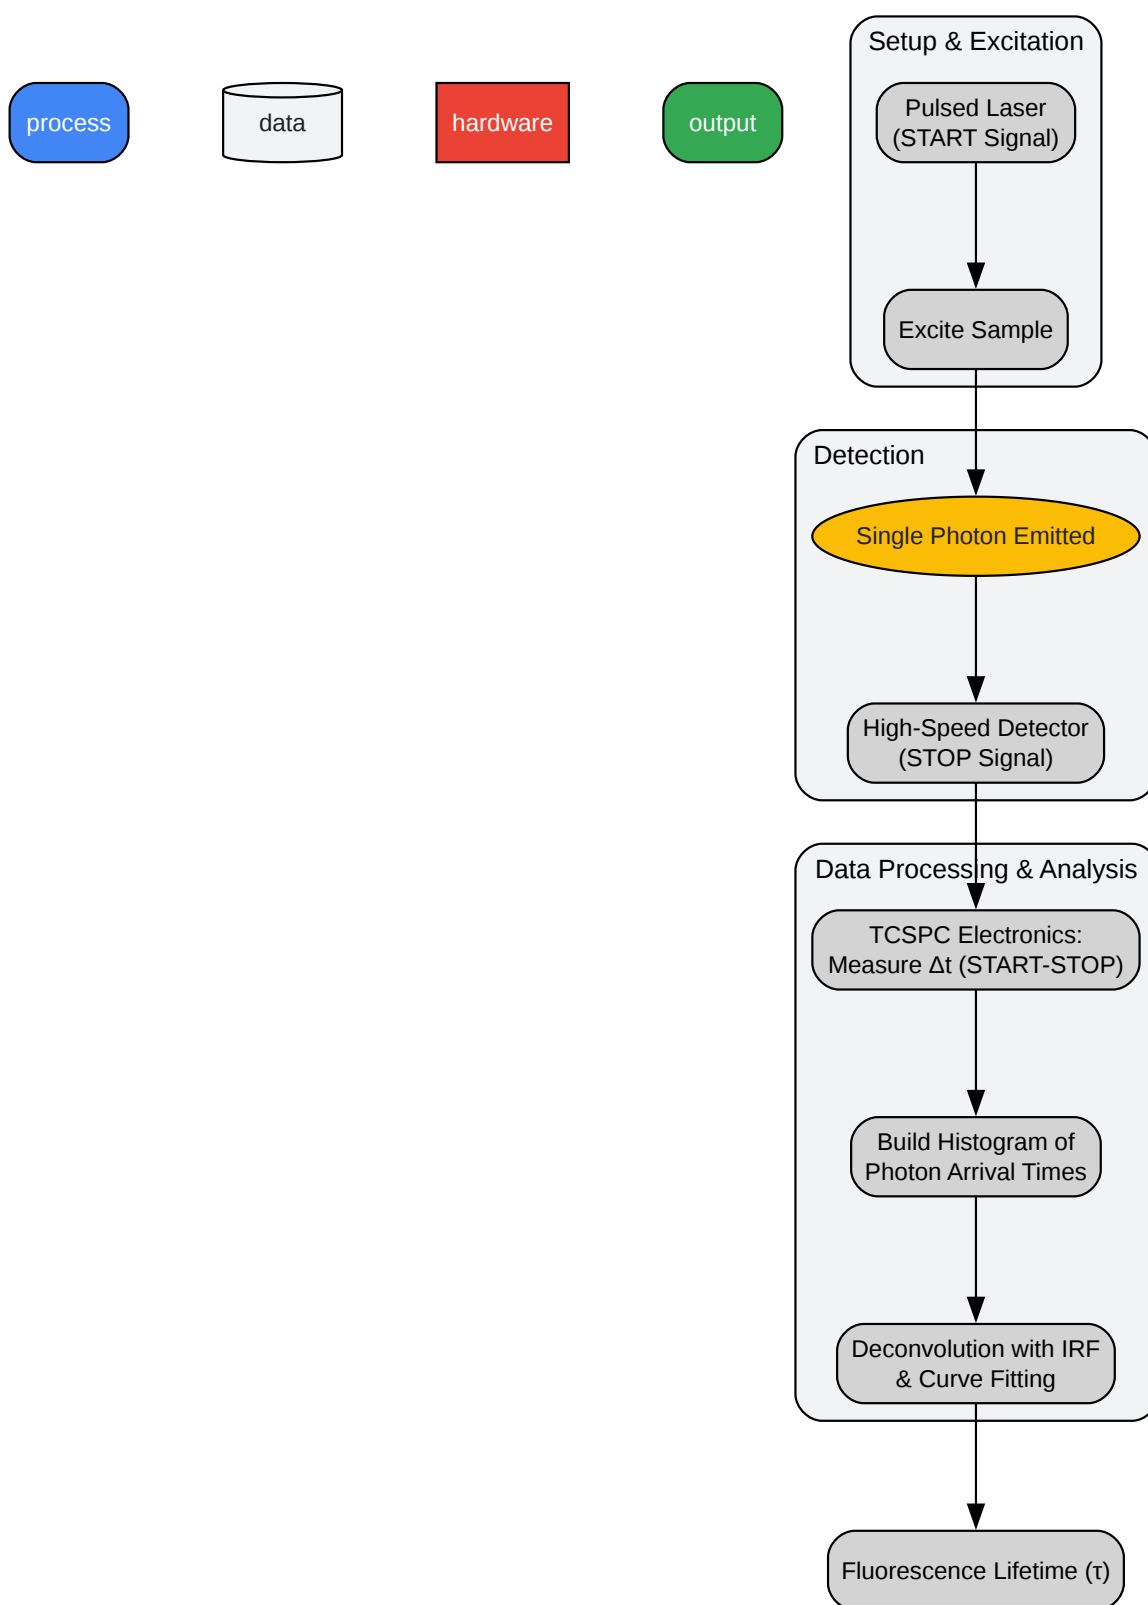 process
data
hardware
output
Setup & Excitation
Pulsed Laser
(START Signal)
Excite Sample
Detection
Single Photon Emitted
High-Speed Detector
(STOP Signal)
Data Processing & Analysis
TCSPC Electronics:
Measure Δt (START-STOP)
Build Histogram of
Photon Arrival Times
Deconvolution with IRF
& Curve Fitting
Fluorescence Lifetime (τ)